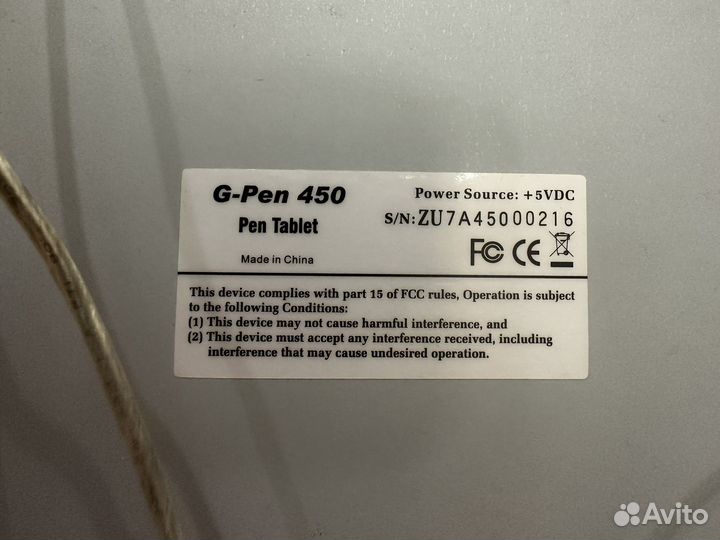 G-Pen 450
Pen Tablet
Made in China
Power Source: +5VDC
S/N: ZU7A45000216
FC CE
This device complies with part 15 of FCC rules, Operation is subject
to the following Conditions:
(1) This device may not cause harmful interference, and
(2) This device must accept any interference received, including
interference that may cause undesired operation.
Avito